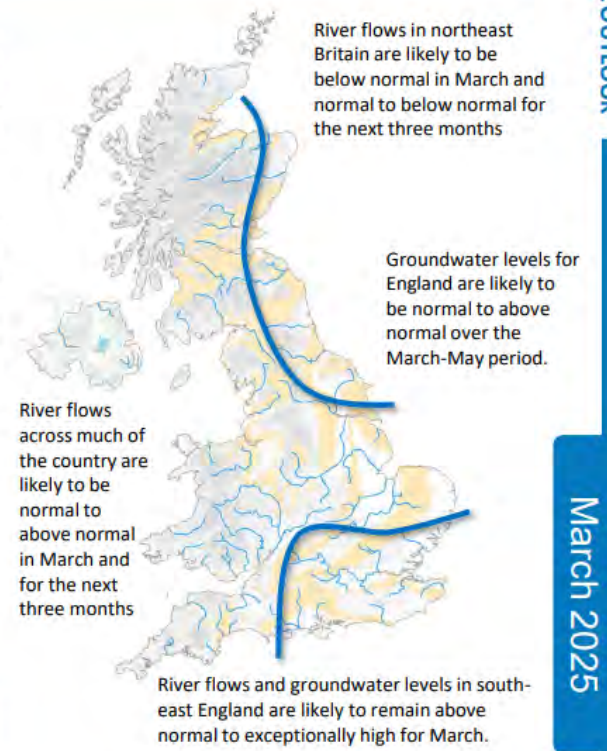 River flows in northeast
Britain are likely to be
below normal in March and
normal to below normal for
the next three months
Groundwater levels for
England are likely to
be normal to above
normal over the
March-May period.
River flows
across much of
the country are
likely to be
normal to
above normal
in March and
for the next
three months
River flows and groundwater levels in south-
east England are likely to remain above
normal to exceptionally high for March.
OUTLOOK
March 2025